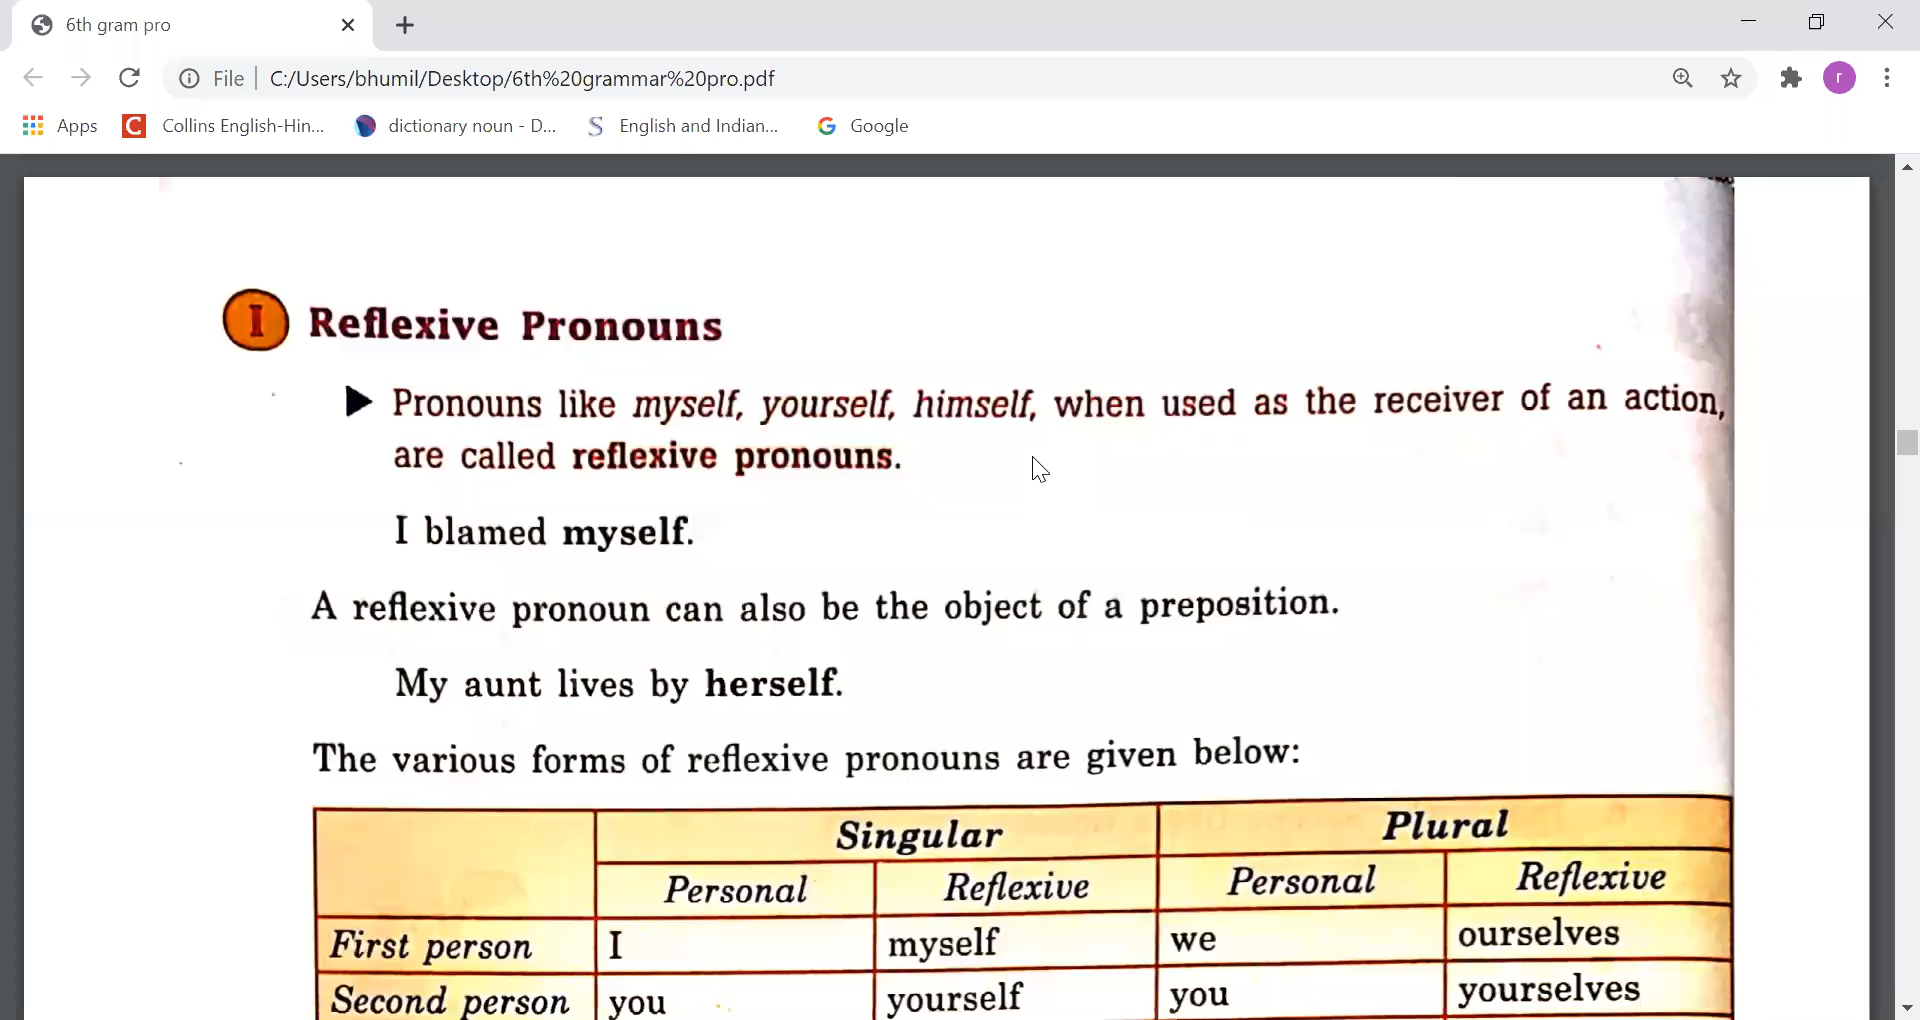 6th gram pro
File C:/Users/bhumil/Desktop/6th%20grammar%20pro.pdf r
Apps C Collins English-Hin... dictionary noun - D... S English and Indian... G Google
I Reflexive Pronouns
Pronouns like myself, yourself, himself, when used as the receiver of an action,
are called reflexive pronouns.
I blamed myself.
A reflexive pronoun can also be the object of a preposition.
My aunt lives by herself.
The various forms of reflexive pronouns are given below:
Singular Plural
Personal Reflexive Personal Reflexive
First person I myself we ourselves
Second person you yourself you yourselves